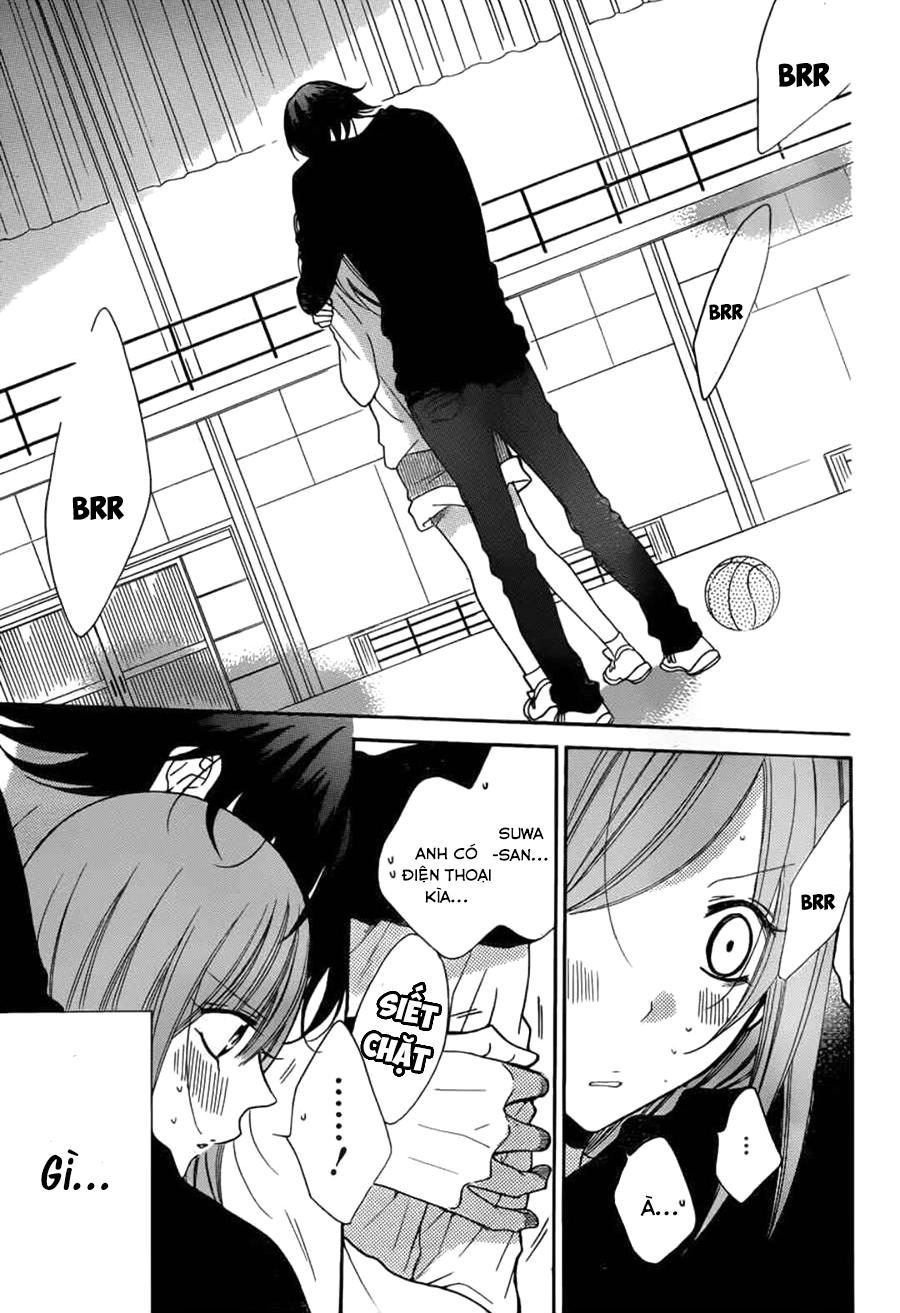 BRR
BRR
BRR
BRR
...
À...
SUWA
-SAN...
ANH CÓ
ĐIỆN THOẠI
KÌA...
SIẾT
CHẶT
......!
GÌ...